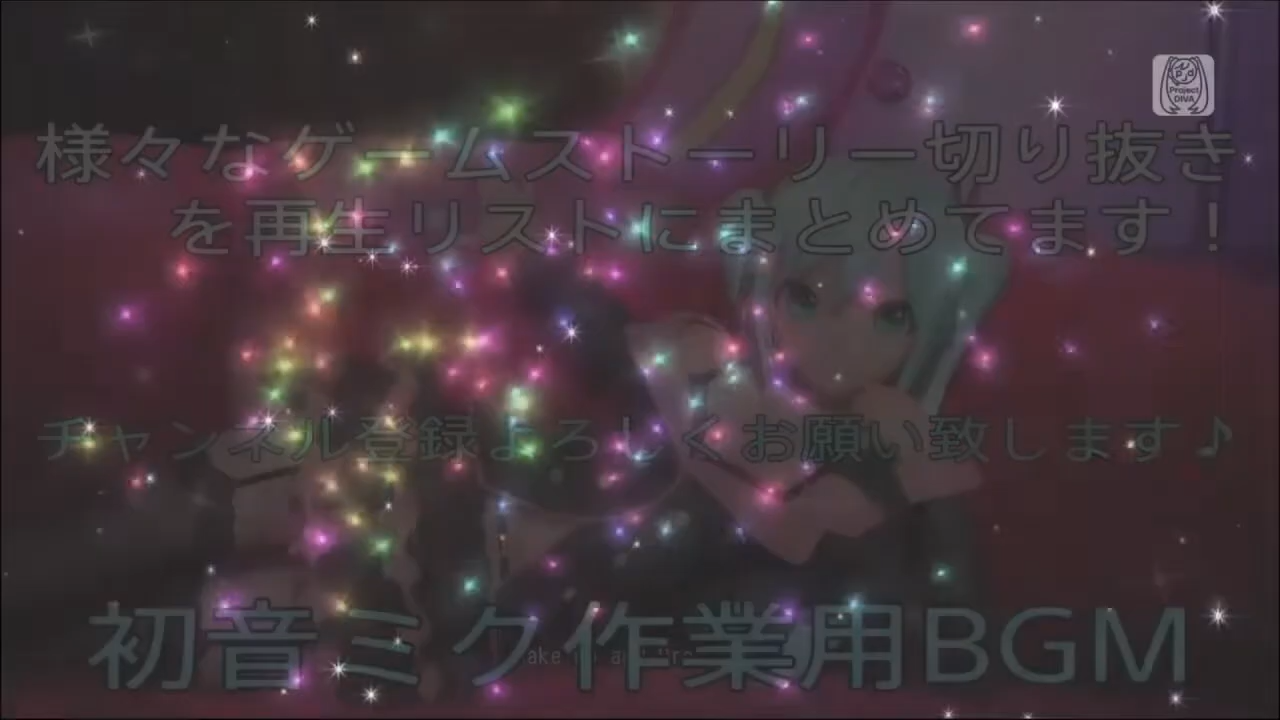 Project
DIVA
様々なゲームストーリー切り抜き
を再生リストにまとめてます！
チャンネル登録よろしくお願い致します♪
初音ミク作業用BGM